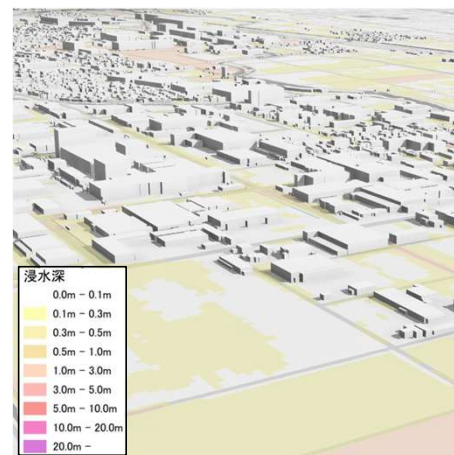 浸水深
0.0m - 0.1m
0.1m - 0.3m
0.3m - 0.5m
0.5m - 1.0m
1.0m - 3.0m
3.0m - 5.0m
5.0m - 10.0m
10.0m - 20.0m
20.0m -